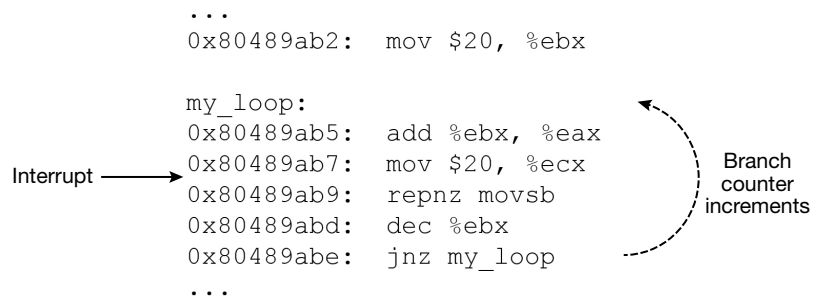 ...
0x80489ab2: mov $20, %ebx
my_loop:
0x80489ab5: add %ebx, %eax
0x80489ab7: mov $20, %ecx
Interrupt
0x80489ab9: repnz movsb
0x80489abd: dec %ebx
0x80489abe: jnz my_loop
...
Branch
counter
increments